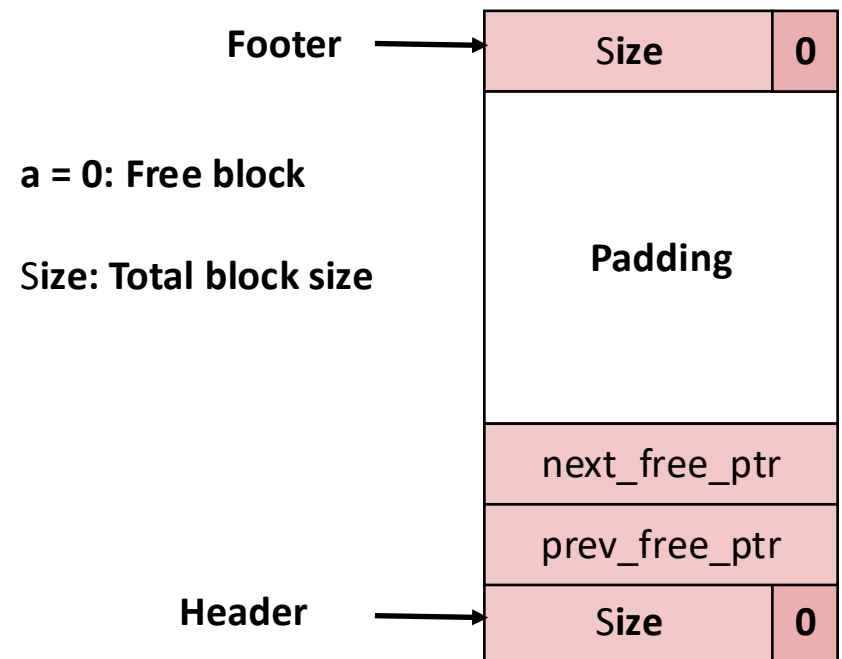 Footer
Size 0
a = 0: Free block
Size: Total block size
Padding
next_free_ptr
prev_free_ptr
Header
Size 0